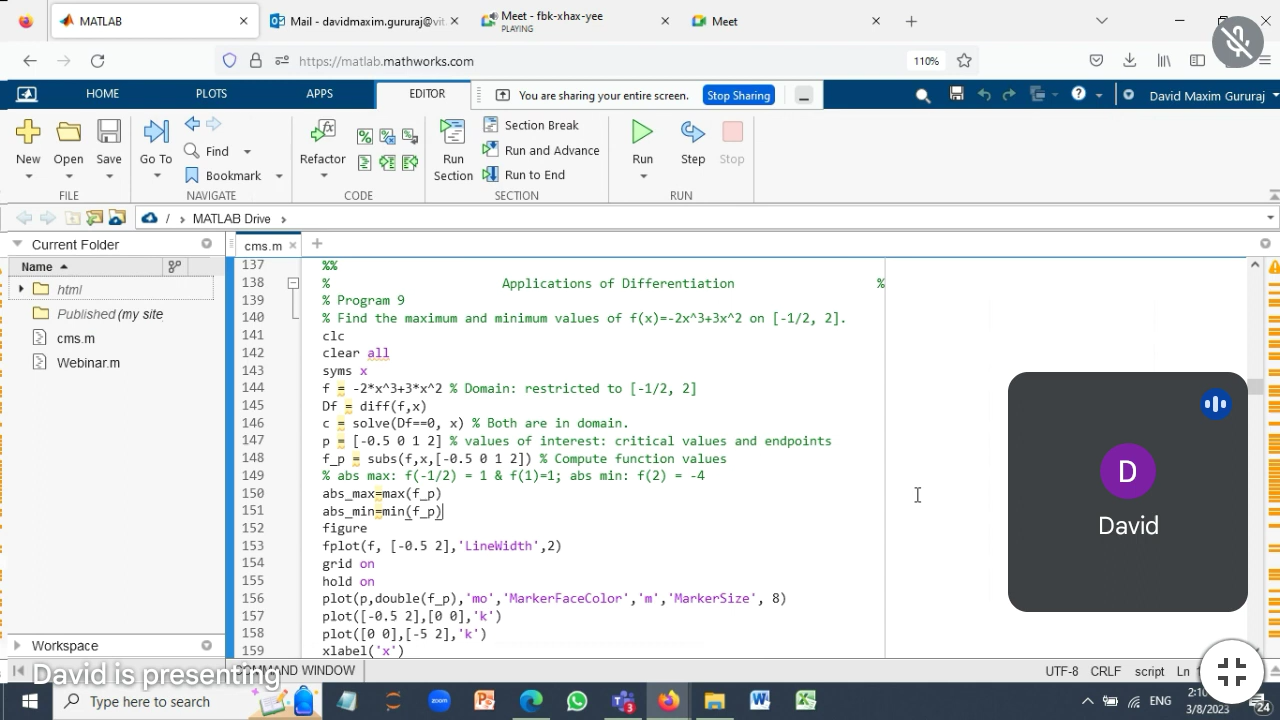 MATLAB
Mail - davidmaxim.gururaj@vit.
Meet - fbk-xhax-yee
PLAYING
Meet
https://matlab.mathworks.com
110%
HOME
PLOTS
APPS
EDITOR
You are sharing your entire screen.
Stop Sharing
David Maxim Gururaj
New
Open
Save
FILE
Go To
Find
Bookmark
NAVIGATE
Refactor
CODE
Run Section
Section Break
Run and Advance
Run to End
SECTION
Run
Step
Stop
RUN
/ › MATLAB Drive ›
Current Folder
Name
html
Published (my site
cms.m
Webinar.m
Workspace
cms.m
137 %%
138 % Applications of Differentiation %
139 % Program 9
140 % Find the maximum and minimum values of f(x)=-2x^3+3x^2 on [-1/2, 2].
141 clc
142 clear all
143 syms x
144 f = -2*x^3+3*x^2 % Domain: restricted to [-1/2, 2]
145 Df = diff(f,x)
146 c = solve(Df==0, x) % Both are in domain.
147 p = [-0.5 0 1 2] % values of interest: critical values and endpoints
148 f_p = subs(f,x,[-0.5 0 1 2]) % Compute function values
149 % abs max: f(-1/2) = 1 & f(1)=1; abs min: f(2) = -4
150 abs_max=max(f_p)
151 abs_min=min(f_p)
152 figure
153 fplot(f, [-0.5 2],'LineWidth',2)
154 grid on
155 hold on
156 plot(p,double(f_p),'mo','MarkerFaceColor','m','MarkerSize', 8)
157 plot([-0.5 2],[0 0],'k')
158 plot([0 0],[-5 2],'k')
159 xlabel('x')
D
David
David is presenting
OMMAND WINDOW
UTF-8 CRLF script Ln
Type here to search
zoom
ENG
3/8/2023
24